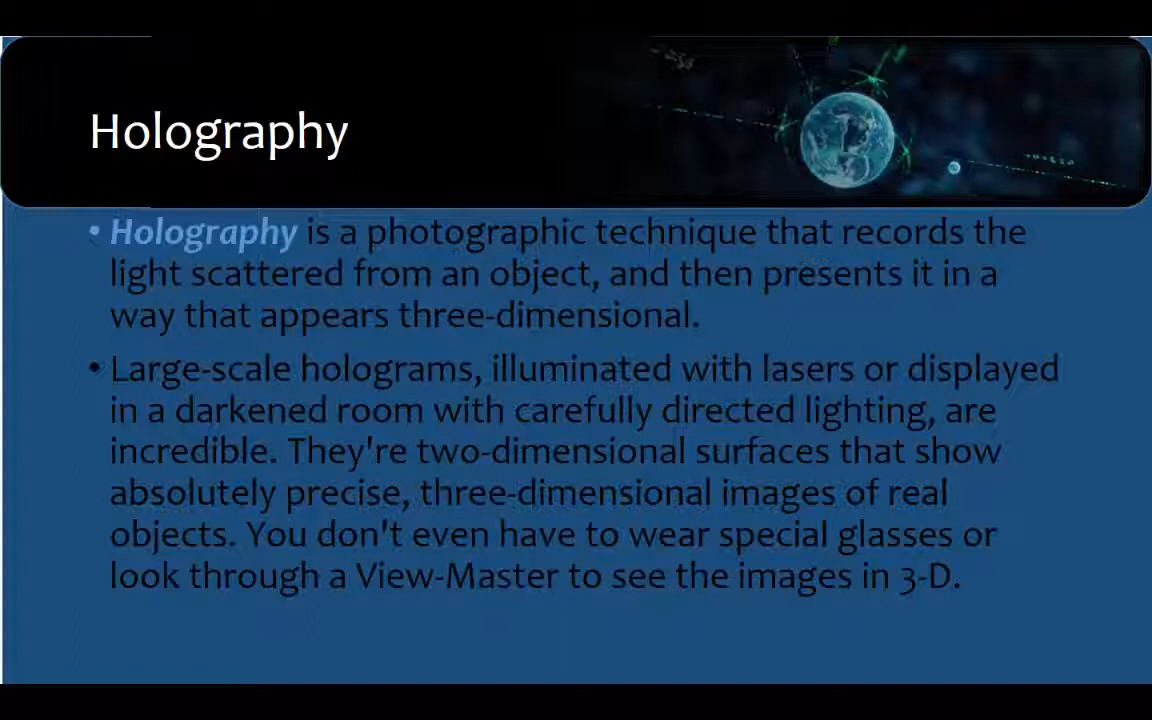 Holography
• Holography is a photographic technique that records the
light scattered from an object, and then presents it in a
way that appears three-dimensional.
• Large-scale holograms, illuminated with lasers or displayed
in a darkened room with carefully directed lighting, are
incredible. They're two-dimensional surfaces that show
absolutely precise, three-dimensional images of real
objects. You don't even have to wear special glasses or
look through a View-Master to see the images in 3-D.